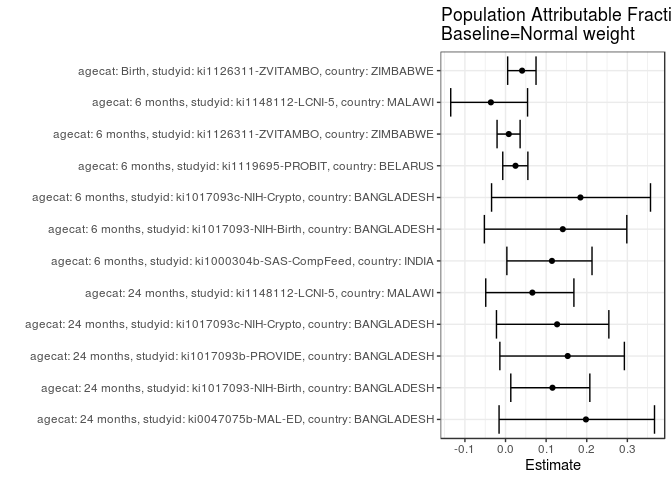 Population Attributable Fracti
Baseline=Normal weight
agecat: Birth, studyid: ki1126311-ZVITAMBO, country: ZIMBABWE
agecat: 6 months, studyid: ki1148112-LCNI-5, country: MALAWI
agecat: 6 months, studyid: ki1126311-ZVITAMBO, country: ZIMBABWE
agecat: 6 months, studyid: ki1119695-PROBIT, country: BELARUS
agecat: 6 months, studyid: ki1017093c-NIH-Crypto, country: BANGLADESH
agecat: 6 months, studyid: ki1017093-NIH-Birth, country: BANGLADESH
agecat: 6 months, studyid: ki1000304b-SAS-CompFeed, country: INDIA
agecat: 24 months, studyid: ki1148112-LCNI-5, country: MALAWI
agecat: 24 months, studyid: ki1017093c-NIH-Crypto, country: BANGLADESH
agecat: 24 months, studyid: ki1017093b-PROVIDE, country: BANGLADESH
agecat: 24 months, studyid: ki1017093-NIH-Birth, country: BANGLADESH
agecat: 24 months, studyid: ki0047075b-MAL-ED, country: BANGLADESH
-0.1 0.0 0.1 0.2 0.3
Estimate